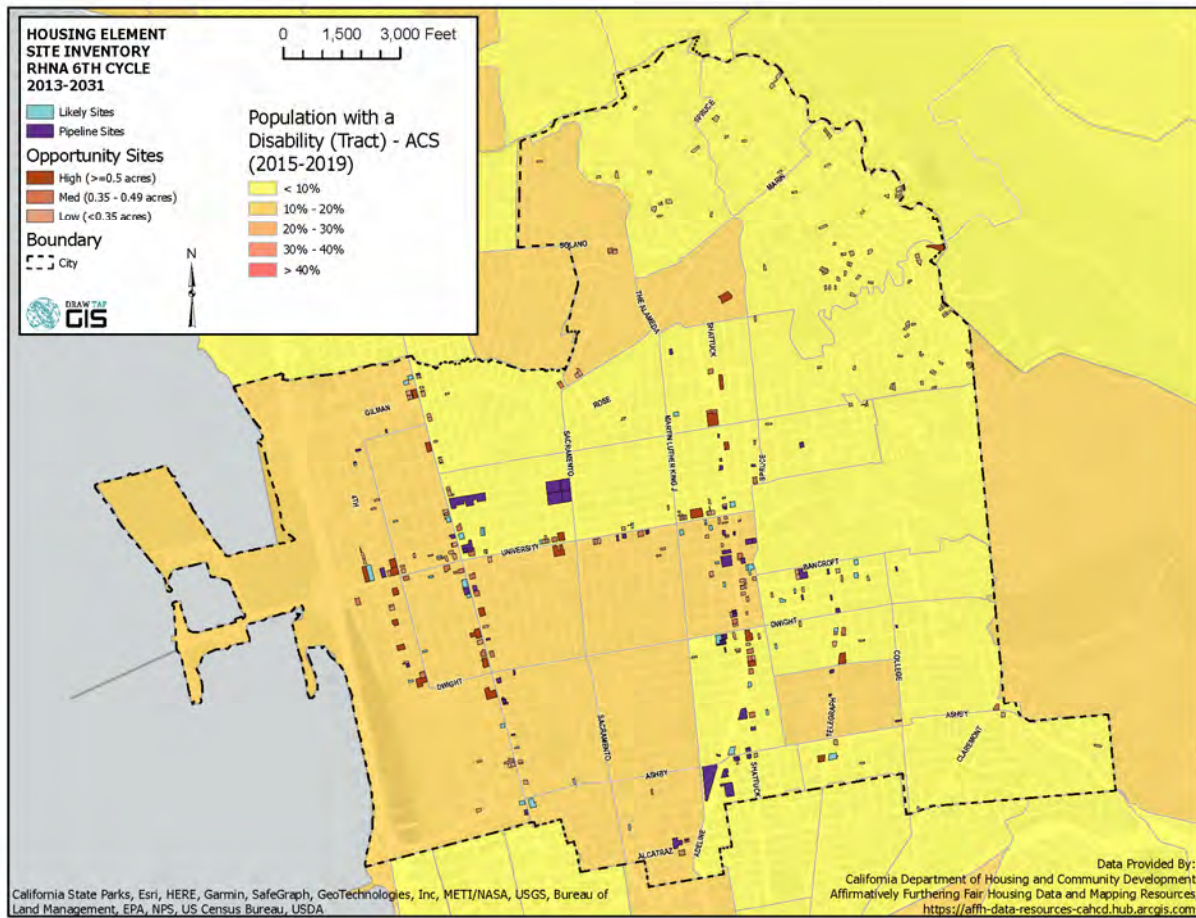 HOUSING ELEMENT
SITE INVENTORY
RHNA 6TH CYCLE
2013-2031
Likely Sites
Pipeline Sites
Opportunity Sites
High (>=0.5 acres)
Med (0.35 - 0.49 acres)
Low (<0.35 acres)
Boundary
City
DRAW TAP
GIS
0 1,500 3,000 Feet
Population with a
Disability (Tract) - ACS
(2015-2019)
< 10%
10% - 20%
20% - 30%
30% - 40%
> 40%
N
SPRUCE
MARIN
SOLANO
THE ALAMEDA
SHATTUCK
GILMAN
ROSE
SACRAMENTO
MARTIN LUTHER KING J
SPRUCE
4TH
UNIVERSITY
BANCROFT
DWIGHT
DWIGHT
COLLEGE
SACRAMENTO
TELEGRAPH
ASHBY
CLAREMONT
ASHBY
SHATTUCK
ADELINE
ALCATRAZ
California State Parks, Esri, HERE, Garmin, SafeGraph, GeoTechnologies, Inc, METI/NASA, USGS, Bureau of
Land Management, EPA, NPS, US Census Bureau, USDA
Data Provided By:
California Department of Housing and Community Development
Affirmatively Furthering Fair Housing Data and Mapping Resources
https://affh-data-resources-cahcd.hub.arcgis.com